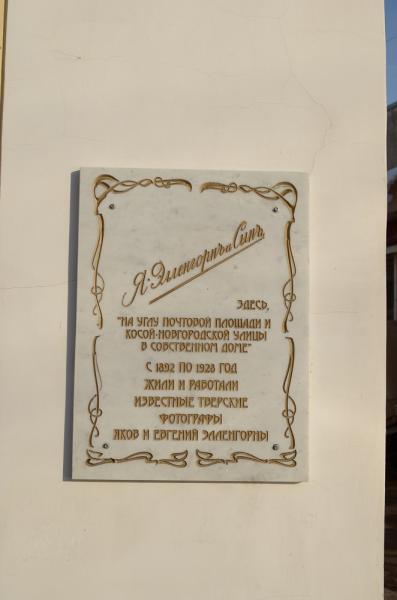 Я. Элленгорнъ и Сынъ
ЗДЕСЬ,
"НА УГЛУ ПОЧТОВОЙ ПЛОЩАДИ И
КОСОЙ-НОВГОРОДСКОЙ УЛИЦЫ
В СОБСТВЕННОМ ДОМЕ"
С 1892 ПО 1928 ГОД
ЖИЛИ И РАБОТАЛИ
ИЗВЕСТНЫЕ ТВЕРСКИЕ
ФОТОГРАФЫ
ЯКОВ И ЕВГЕНИЙ ЭЛЛЕНГОРНЫ